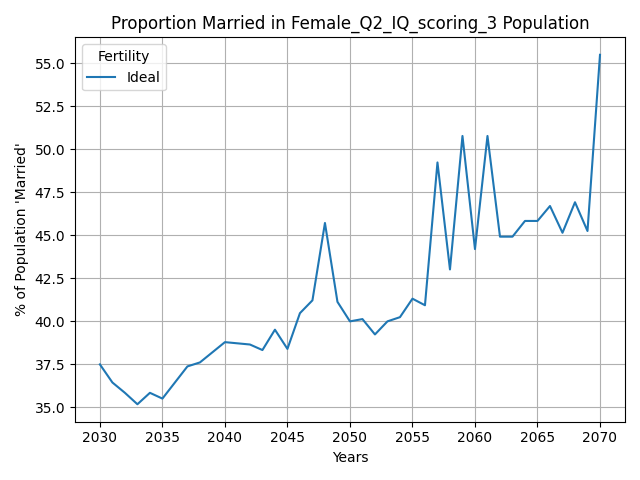 Proportion Married in Female_Q2_IQ_scoring_3 Population
Fertility
Ideal
% of Population 'Married'
55.0
52.5
50.0
47.5
45.0
42.5
40.0
37.5
35.0
2030 2035 2040 2045 2050 2055 2060 2065 2070
Years